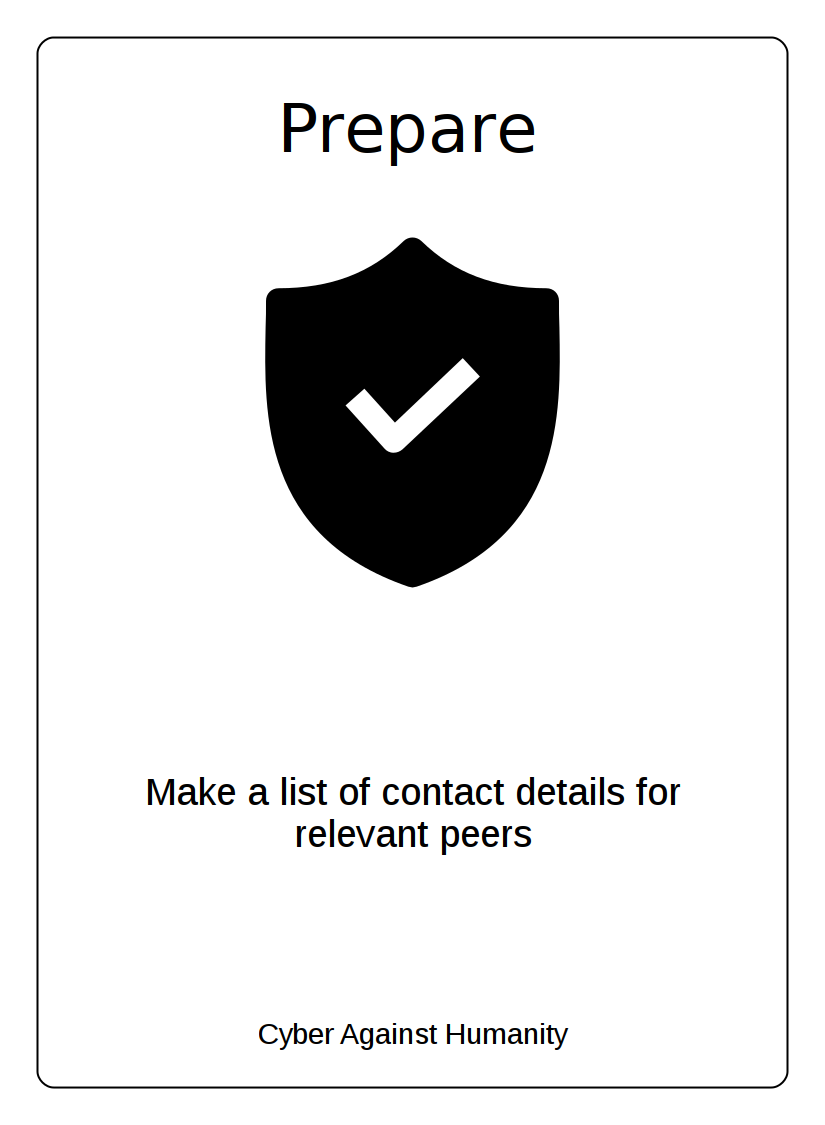 Prepare
Make a list of contact details for
relevant peers
Cyber Against Humanity